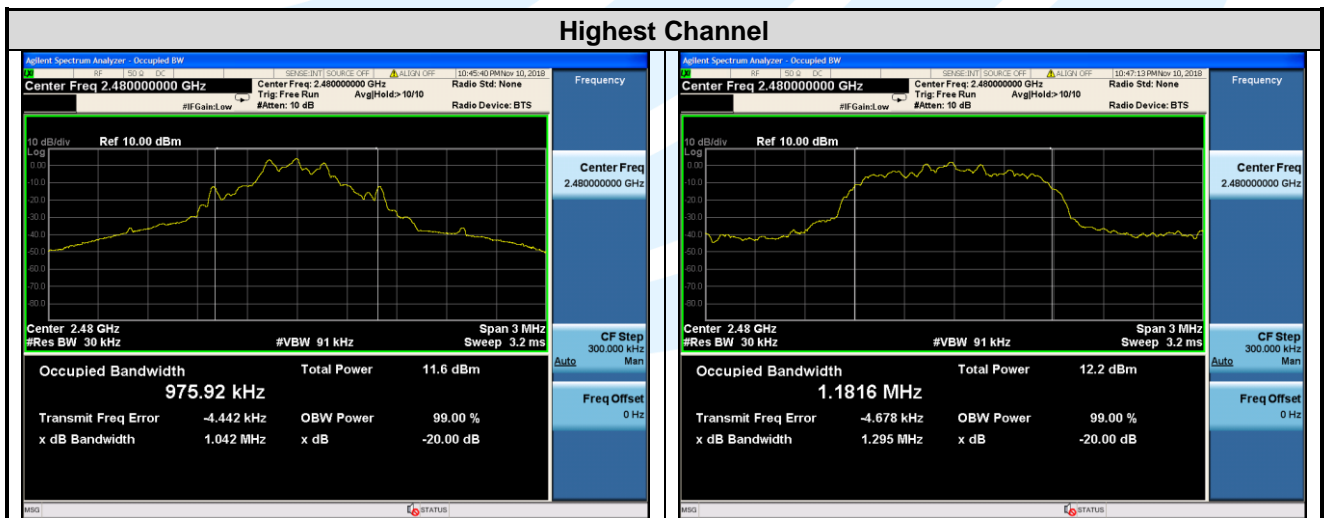 Highest Channel
Agilent Spectrum Analyzer - Occupied BW
RF 50 Ω DC SENSE:INT SOURCE OFF ALIGN OFF 10:45:40 PM Nov 10, 2018
Center Freq 2.480000000 GHz Center Freq: 2.480000000 GHz Radio Std: None
Trig: Free Run Avg|Hold:> 10/10
#IFGain:Low #Atten: 10 dB Radio Device: BTS
10 dB/div Ref 10.00 dBm
Log
0.00
-10.0
-20.0
-30.0
-40.0
-50.0
-60.0
-70.0
-80.0
Center 2.48 GHz Span 3 MHz
#Res BW 30 kHz #VBW 91 kHz Sweep 3.2 ms
Occupied Bandwidth Total Power 11.6 dBm
975.92 kHz
Transmit Freq Error -4.442 kHz OBW Power 99.00 %
x dB Bandwidth 1.042 MHz x dB -20.00 dB
MSG STATUS
Frequency
Center Freq
2.480000000 GHz
CF Step
300.000 kHz
Auto Man
Freq Offset
0 Hz
Agilent Spectrum Analyzer - Occupied BW
RF 50 Ω DC SENSE:INT SOURCE OFF ALIGN OFF 10:47:13 PM Nov 10, 2018
Center Freq 2.480000000 GHz Center Freq: 2.480000000 GHz Radio Std: None
Trig: Free Run Avg|Hold:> 10/10
#IFGain:Low #Atten: 10 dB Radio Device: BTS
10 dB/div Ref 10.00 dBm
Log
0.00
-10.0
-20.0
-30.0
-40.0
-50.0
-60.0
-70.0
-80.0
Center 2.48 GHz Span 3 MHz
#Res BW 30 kHz #VBW 91 kHz Sweep 3.2 ms
Occupied Bandwidth Total Power 12.2 dBm
1.1816 MHz
Transmit Freq Error -4.678 kHz OBW Power 99.00 %
x dB Bandwidth 1.295 MHz x dB -20.00 dB
MSG STATUS
Frequency
Center Freq
2.480000000 GHz
CF Step
300.000 kHz
Auto Man
Freq Offset
0 Hz